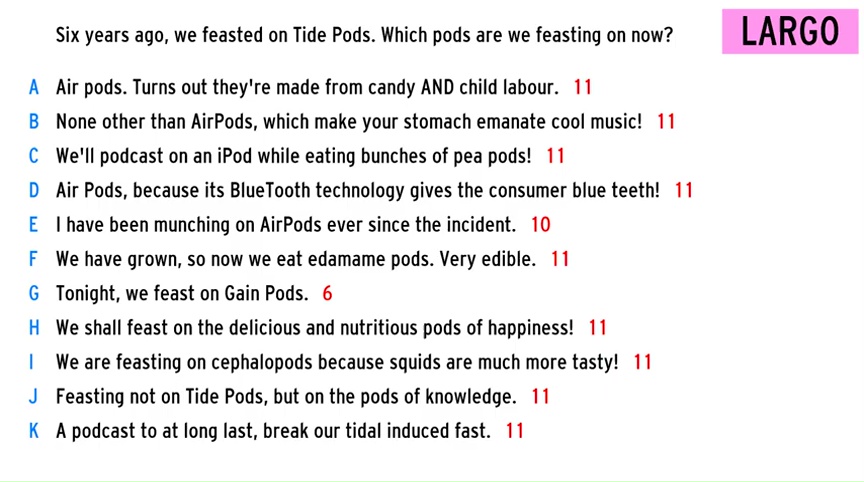 Six years ago, we feasted on Tide Pods. Which pods are we feasting on now?
LARGO
A Air pods. Turns out they're made from candy AND child labour. 11
B None other than AirPods, which make your stomach emanate cool music! 11
C We'll podcast on an iPod while eating bunches of pea pods! 11
D Air Pods, because its BlueTooth technology gives the consumer blue teeth! 11
E I have been munching on AirPods ever since the incident. 10
F We have grown, so now we eat edamame pods. Very edible. 11
G Tonight, we feast on Gain Pods. 6
H We shall feast on the delicious and nutritious pods of happiness! 11
I We are feasting on cephalopods because squids are much more tasty! 11
J Feasting not on Tide Pods, but on the pods of knowledge. 11
K A podcast to at long last, break our tidal induced fast. 11